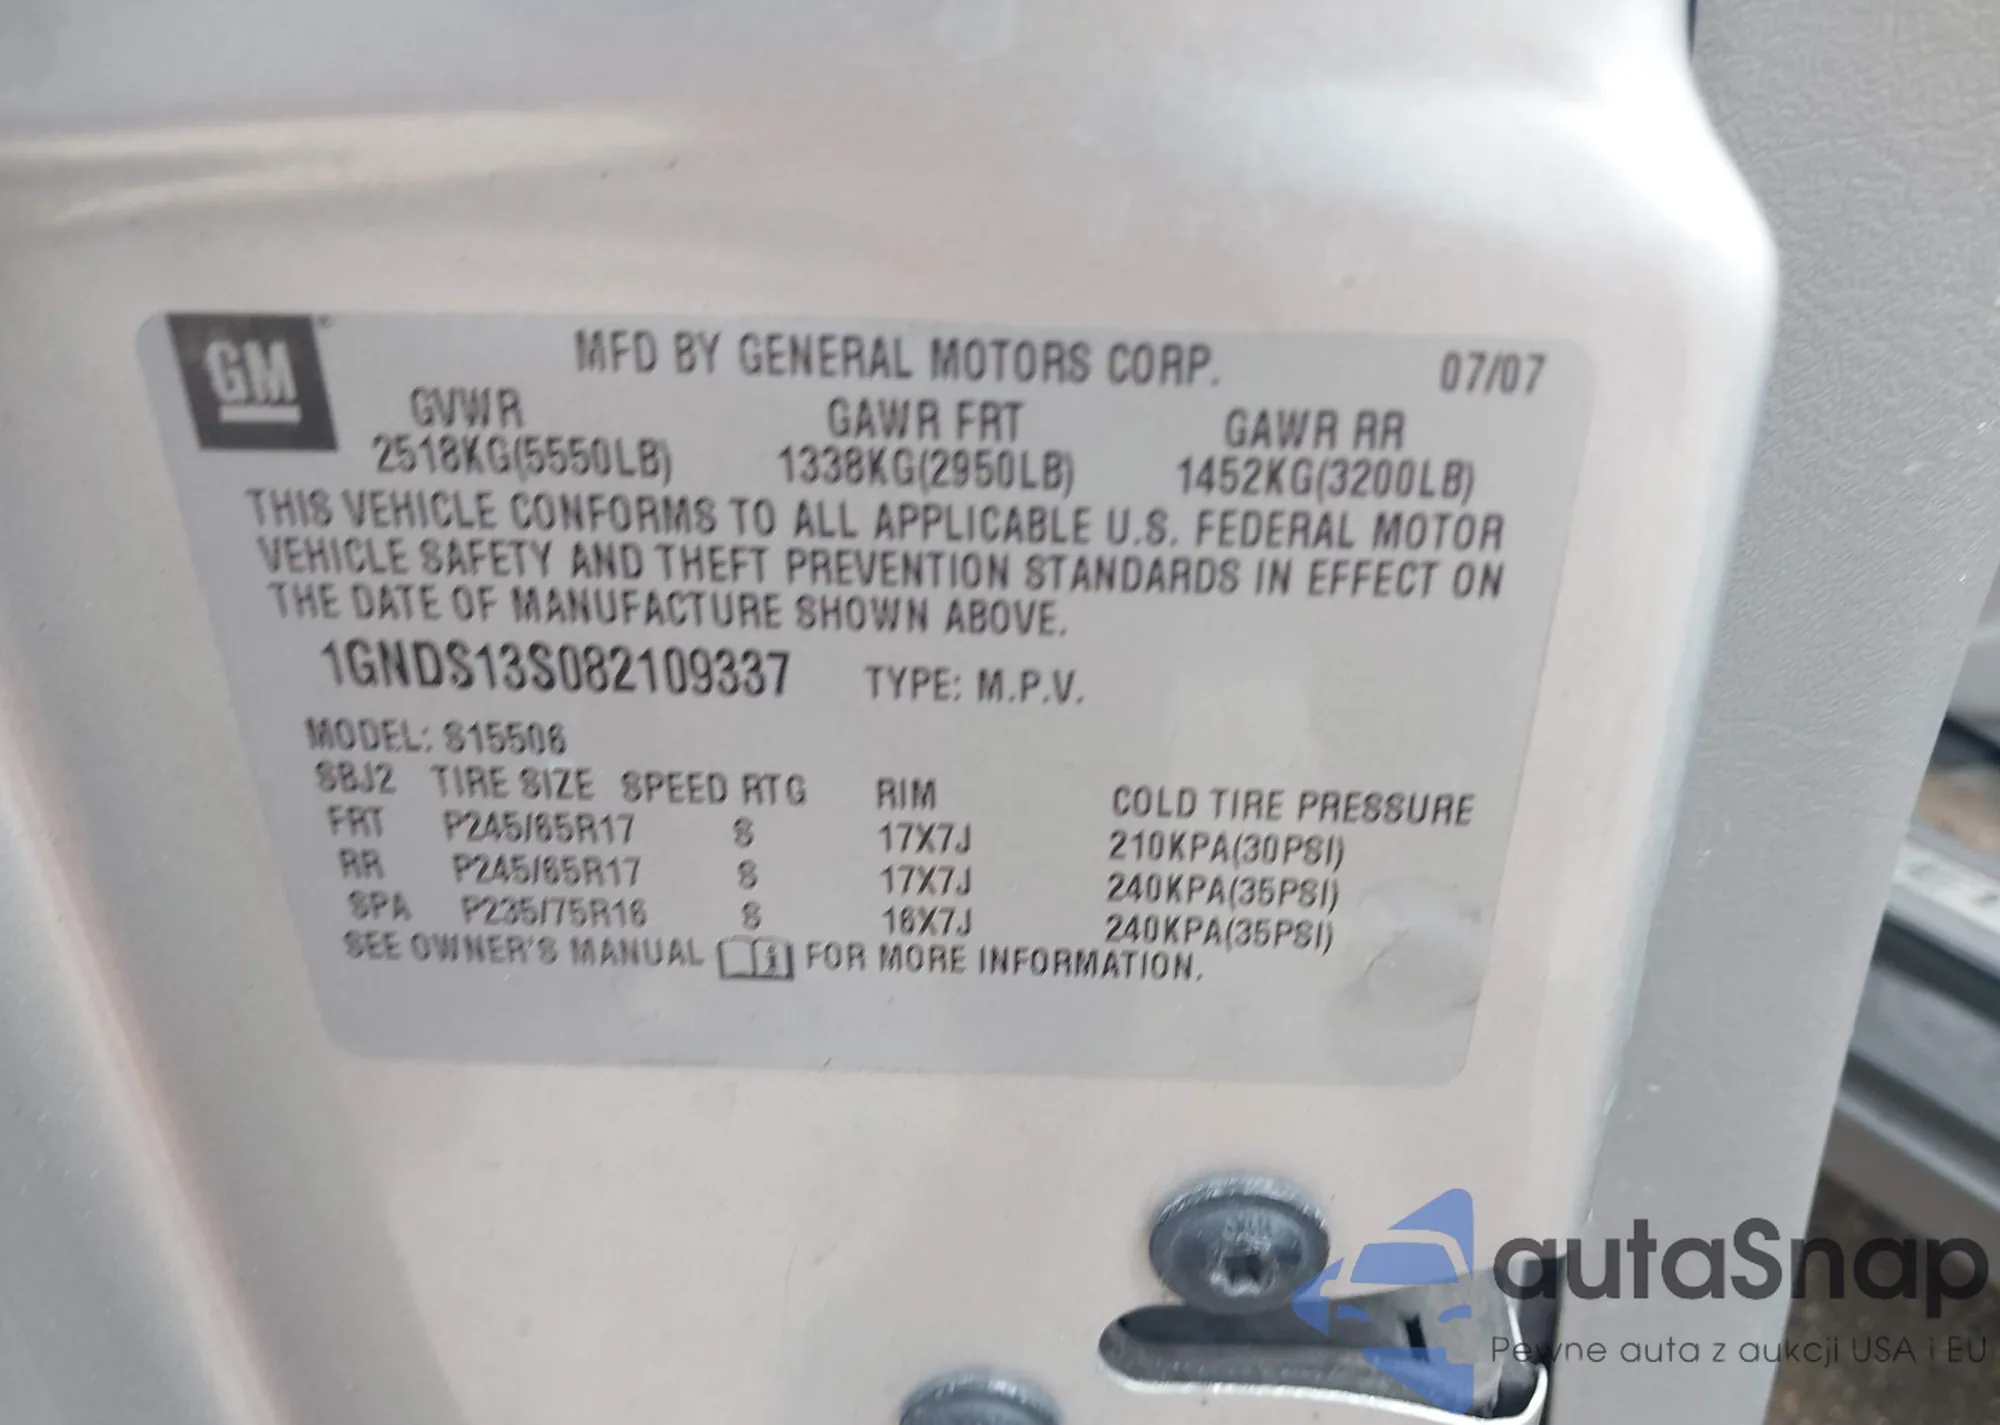 GM
MFD BY GENERAL MOTORS CORP. 07/07
GVWR GAWR FRT GAWR RR
2518KG(5550LB) 1338KG(2950LB) 1452KG(3200LB)
THIS VEHICLE CONFORMS TO ALL APPLICABLE U.S. FEDERAL MOTOR
VEHICLE SAFETY AND THEFT PREVENTION STANDARDS IN EFFECT ON
THE DATE OF MANUFACTURE SHOWN ABOVE.
1GNDS13S082109337 TYPE: M.P.V.
MODEL: S15506
SBJ2 TIRE SIZE SPEED RTG RIM COLD TIRE PRESSURE
FRT P245/65R17 S 17X7J 210KPA(30PSI)
RR P245/65R17 S 17X7J 240KPA(35PSI)
SPA P235/75R16 S 16X7J 240KPA(35PSI)
SEE OWNER'S MANUAL FOR MORE INFORMATION.
autaSnap
Pewne auta z aukcji USA i EU